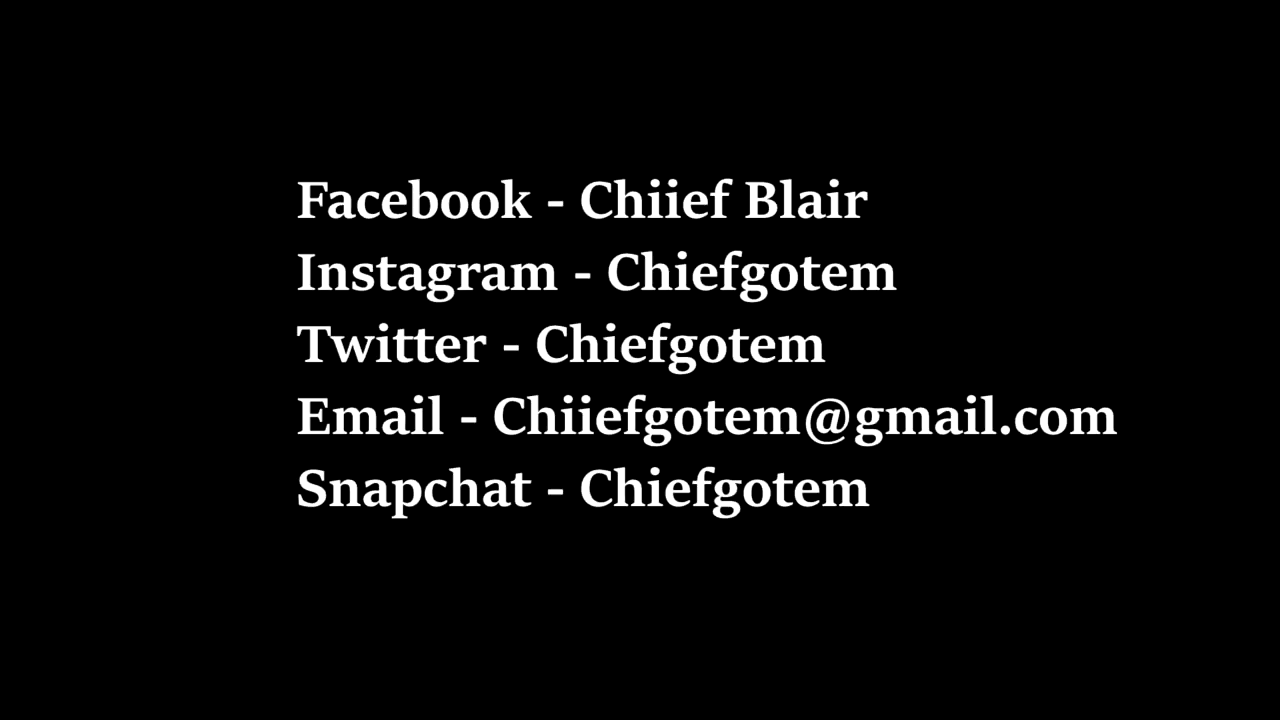 Facebook - Chiief Blair
Instagram - Chiefgotem
Twitter - Chiefgotem
Email - Chiiefgotem@gmail.com
Snapchat - Chiefgotem